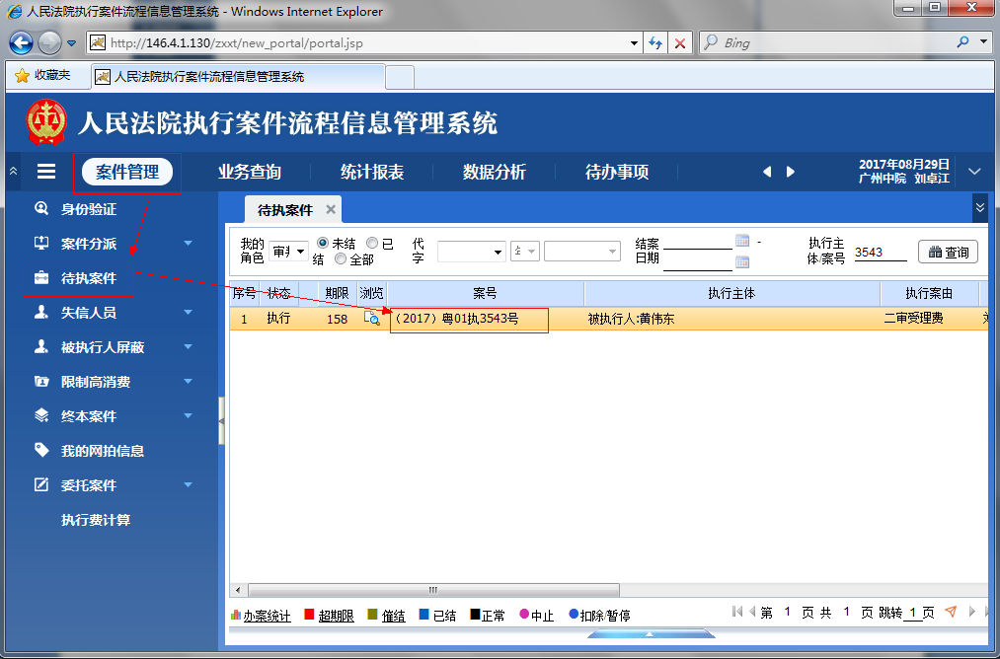 人民法院执行案件流程信息管理系统 - Windows Internet Explorer
http://146.4.1.130/zxxt/new_portal/portal.jsp
Bing
收藏夹
人民法院执行案件流程信息管理系统
人民法院执行案件流程信息管理系统
案件管理 业务查询 统计报表 数据分析 待办事项
2017年08月29日
广州中院 刘卓江
身份验证
案件分派
待执案件
失信人员
被执行人屏蔽
限制高消费
终本案件
我的网拍信息
委托案件
执行费计算
待执案件
我的角色 未结 已结 全部 代字 结案日期 - 执行主体/案号 3543 查询
序号 状态 期限 浏览 案号 执行主体 执行案由
1 执行 158 （2017）粤01执3543号 被执行人:黄伟东 二审受理费
办案统计 超期限 催结 已结 正常 中止 扣除/暂停
第 1 页 共 1 页 跳转 1 页